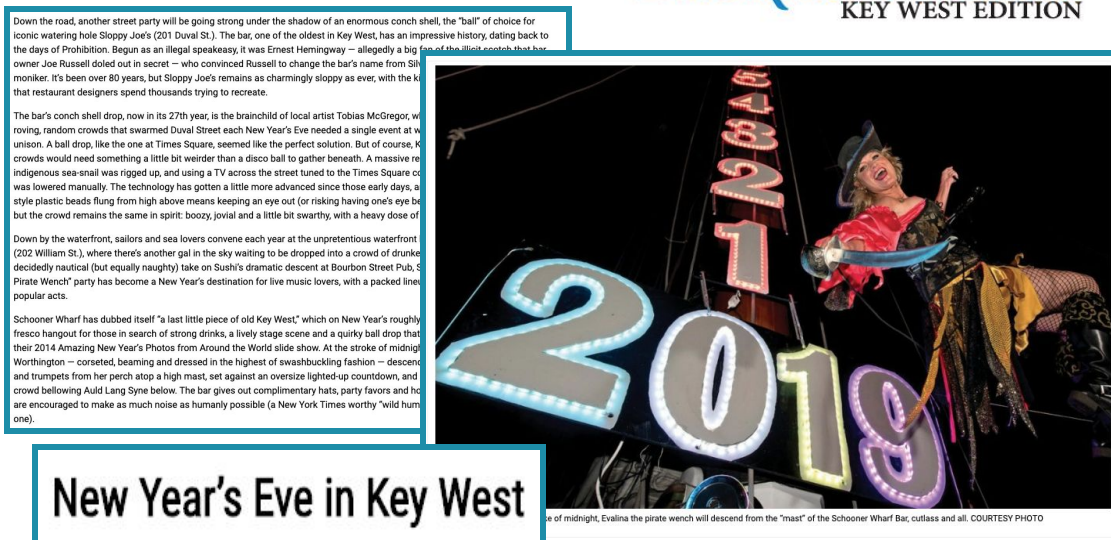 KEY WEST EDITION
Down the road, another street party will be going strong under the shadow of an enormous conch shell, the “ball” of choice for
iconic watering hole Sloppy Joe’s (201 Duval St.). The bar, one of the oldest in Key West, has an impressive history, dating back to
the days of Prohibition. Begun as an illegal speakeasy, it was Ernest Hemingway — allegedly a big fan of the illicit scotch that bar
owner Joe Russell doled out in secret — who convinced Russell to change the bar’s name from
moniker. It’s been over 80 years, but Sloppy Joe’s remains as charmingly sloppy as ever, with the
that restaurant designers spend thousands trying to recreate.
The bar’s conch shell drop, now in its 27th year, is the brainchild of local artist Tobias McGregor,
roving, random crowds that swarmed Duval Street each New Year’s Eve needed a single event at
unison. A ball drop, like the one at Times Square, seemed like the perfect solution. But of course,
crowds would need something a little bit weirder than a disco ball to gather beneath. A massive
indigenous sea-snail was rigged up, and using a TV across the street tuned to the Times Square
was lowered manually. The technology has gotten a little more advanced since those early days,
style plastic beads flung from high above means keeping an eye out (or risking having one’s eye
but the crowd remains the same in spirit: boozy, jovial and a little bit swarthy, with a heavy dose of
Down by the waterfront, sailors and sea lovers convene each year at the unpretentious waterfront
(202 William St.), where there’s another gal in the sky waiting to be dropped into a crowd of
decidedly nautical (but equally naughty) take on Sushi’s dramatic descent at Bourbon Street Pub,
Pirate Wench” party has become a New Year’s destination for live music lovers, with a packed
popular acts.
Schooner Wharf has dubbed itself “a last little piece of old Key West,” which on New Year’s roughly
fresco hangout for those in search of strong drinks, a lively stage scene and a quirky ball drop that
their 2014 Amazing New Year’s Photos from Around the World slide show. At the stroke of
Worthington — corseted, beaming and dressed in the highest of swashbuckling fashion —
and trumpets from her perch atop a high mast, set against an oversize lighted-up countdown, and
crowd bellowing Auld Lang Syne below. The bar gives out complimentary hats, party favors and
are encouraged to make as much noise as humanly possible (a New York Times worthy “wild
one).
5
4
3
2
1
2019
of midnight, Evalina the pirate wench will descend from the “mast” of the Schooner Wharf Bar, cutlass and all. COURTESY PHOTO
New Year’s Eve in Key West